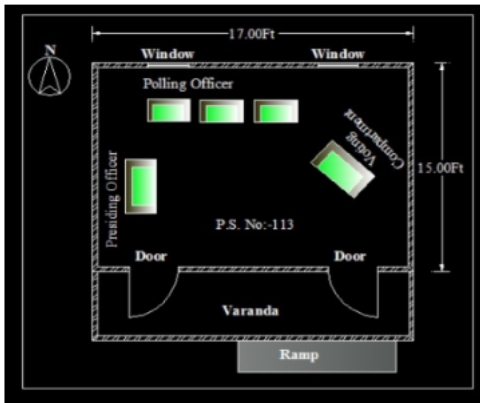 17.00Ft
N
Window
Window
Polling Officer
Voting
Compartment
15.00Ft
Presiding Officer
P.S. No:-113
Door
Door
Varanda
Ramp